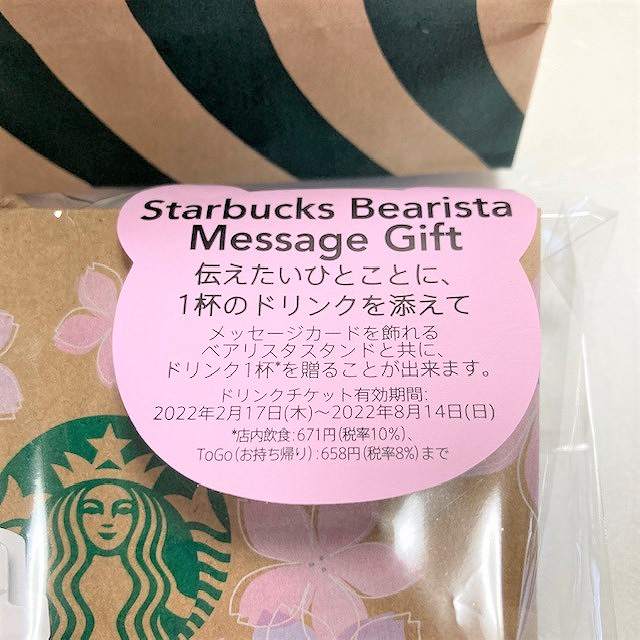 Starbucks Bearista
Message Gift
伝えたいひとことに、
1杯のドリンクを添えて
メッセージカードを飾れる
ベアリスタスタンドと共に、
ドリンク1杯*を贈ることが出来ます。
ドリンクチケット有効期間:
2022年2月17日(木)～2022年8月14日(日)
*店内飲食:671円(税率10%)、
ToGo(お持ち帰り):658円(税率8%)まで